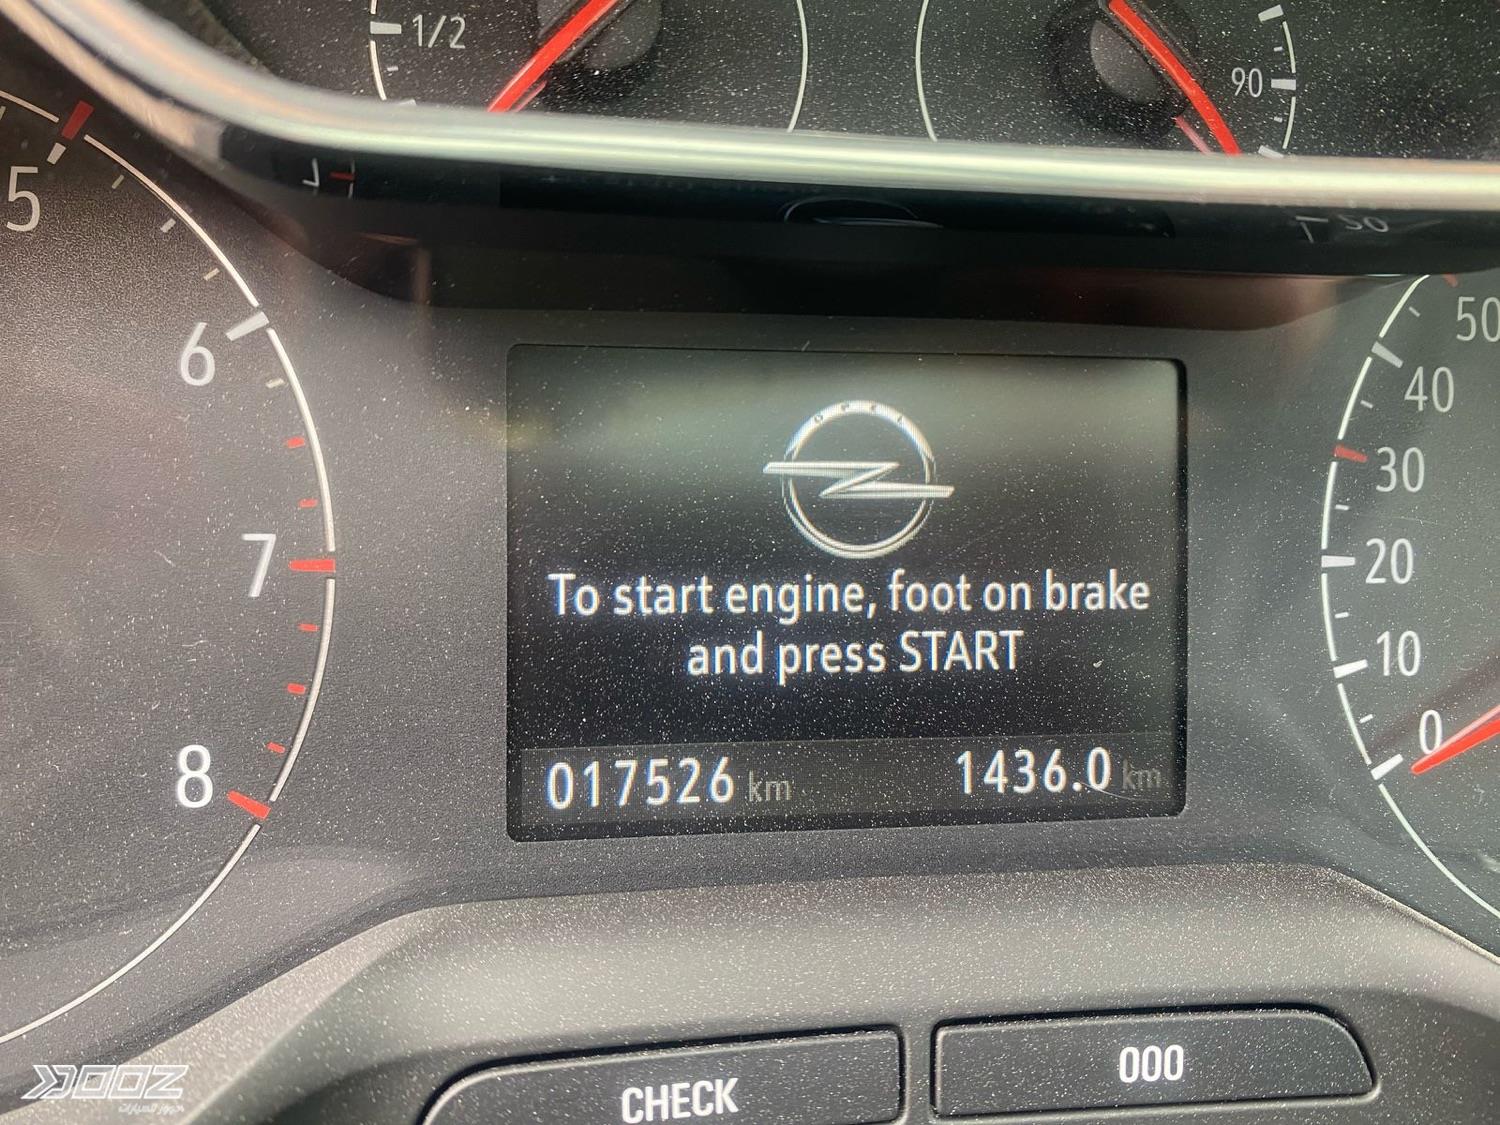 1/2
90
5
50
6
40
30
7
20
OPEL
To start engine, foot on brake
and press START
10
0
8
017526 km
1436.0 km
000
CHECK
DOOZ